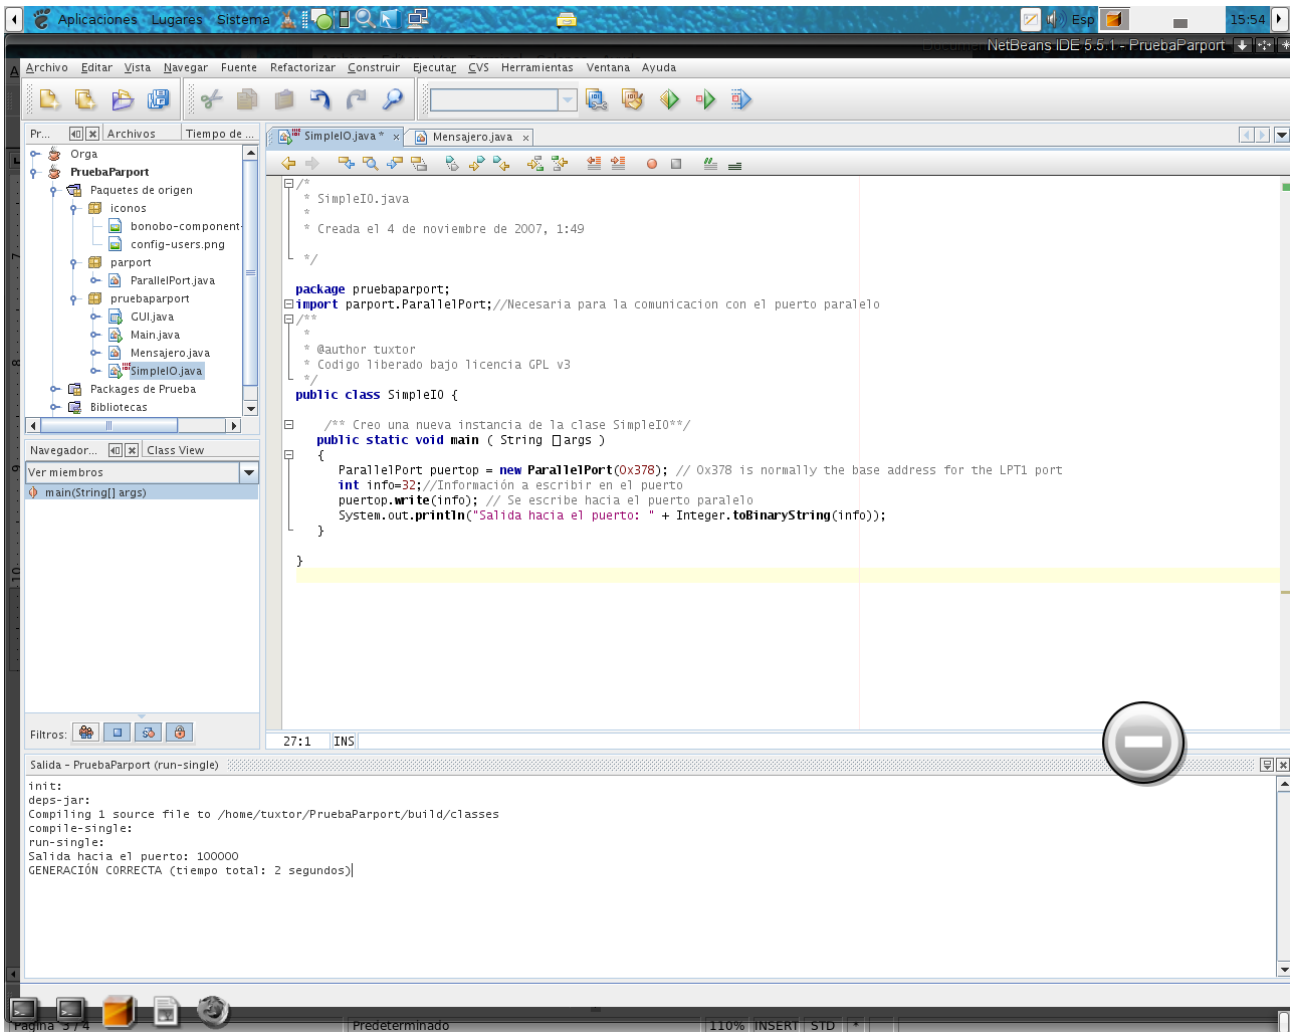 Aplicaciones Lugares Sistema
Esp
15:54
NetBeans IDE 5.5.1 - PruebaParport
Archivo Editar Vista Navegar Fuente Refactorizar Construir Ejecutar CVS Herramientas Ventana Ayuda
Pr... Archivos Tiempo de ...
Orga
PruebaParport
Paquetes de origen
iconos
bonobo-component-
config-users.png
parport
ParallelPort.java
pruebaparport
GUI.java
Main.java
Mensajero.java
SimpleIO.java
Packages de Prueba
Bibliotecas
Navegador... Class View
Ver miembros
main(String[] args)
Filtros:
SimpleIO.java * x Mensajero.java x
/*
* SimpleIO.java
*
* Creada el 4 de noviembre de 2007, 1:49
*/
package pruebaparport;
import parport.ParallelPort;//Necesaria para la comunicacion con el puerto paralelo
/**
*
* @author tuxtor
* Codigo liberado bajo licencia GPL v3
*/
public class SimpleIO {
/** Creo una nueva instancia de la clase SimpleIO**/
public static void main ( String []args )
{
ParallelPort puertop = new ParallelPort(0x378); // 0x378 is normally the base address for the LPT1 port
int info=32;//Información a escribir en el puerto
puertop.write(info); // Se escribe hacia el puerto paralelo
System.out.println("Salida hacia el puerto: " + Integer.toBinaryString(info));
}
}
27:1 INS
Salida - PruebaParport (run-single)
init:
deps-jar:
Compiling 1 source file to /home/tuxtor/PruebaParport/build/classes
compile-single:
run-single:
Salida hacia el puerto: 100000
GENERACIÓN CORRECTA (tiempo total: 2 segundos)
Página 3 / 4 Predeterminado 110% INSERT STD *